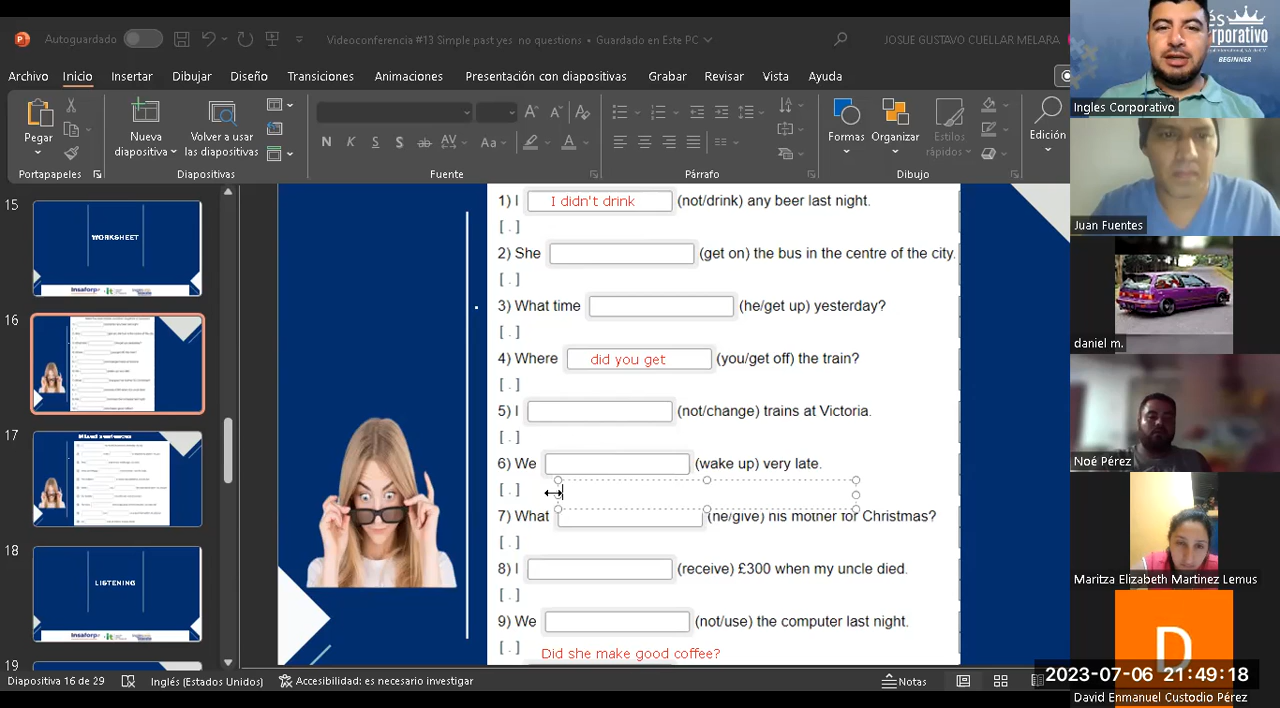 Autoguardado
Videoconferencia #13 Simple past yes - no questions • Guardado en Este PC
JOSUE GUSTAVO CUELLAR MELARA
Archivo Inicio Insertar Dibujar Diseño Transiciones Animaciones Presentación con diapositivas Grabar Revisar Vista Ayuda
Pegar
Nueva diapositiva
Volver a usar las diapositivas
Formas
Organizar
Estilos rápidos
Edición
Portapapeles
Diapositivas
Fuente
Párrafo
Dibujo
15
WORKSHEET
16
17
Mixed sentences
18
LISTENING
19
1) I I didn't drink (not/drink) any beer last night.
[ . ]
2) She (get on) the bus in the centre of the city.
[ . ]
3) What time (he/get up) yesterday?
[ . ]
4) Where did you get (you/get off) the train?
[ . ]
5) I (not/change) trains at Victoria.
[ . ]
6) We (wake up) very late.
[
7) What (he/give) his mother for Christmas?
[ . ]
8) I (receive) £300 when my uncle died.
[ . ]
9) We (not/use) the computer last night.
[ . ] Did she make good coffee?
Diapositiva 16 de 29
Inglés (Estados Unidos)
Accesibilidad: es necesario investigar
Notas
és
rporativo
BEGINNER
Ingles Corporativo
Juan Fuentes
daniel m.
Noé Pérez
Maritza Elizabeth Martinez Lemus
D
2023-07-06 21:49:18
David Enmanuel Custodio Pérez